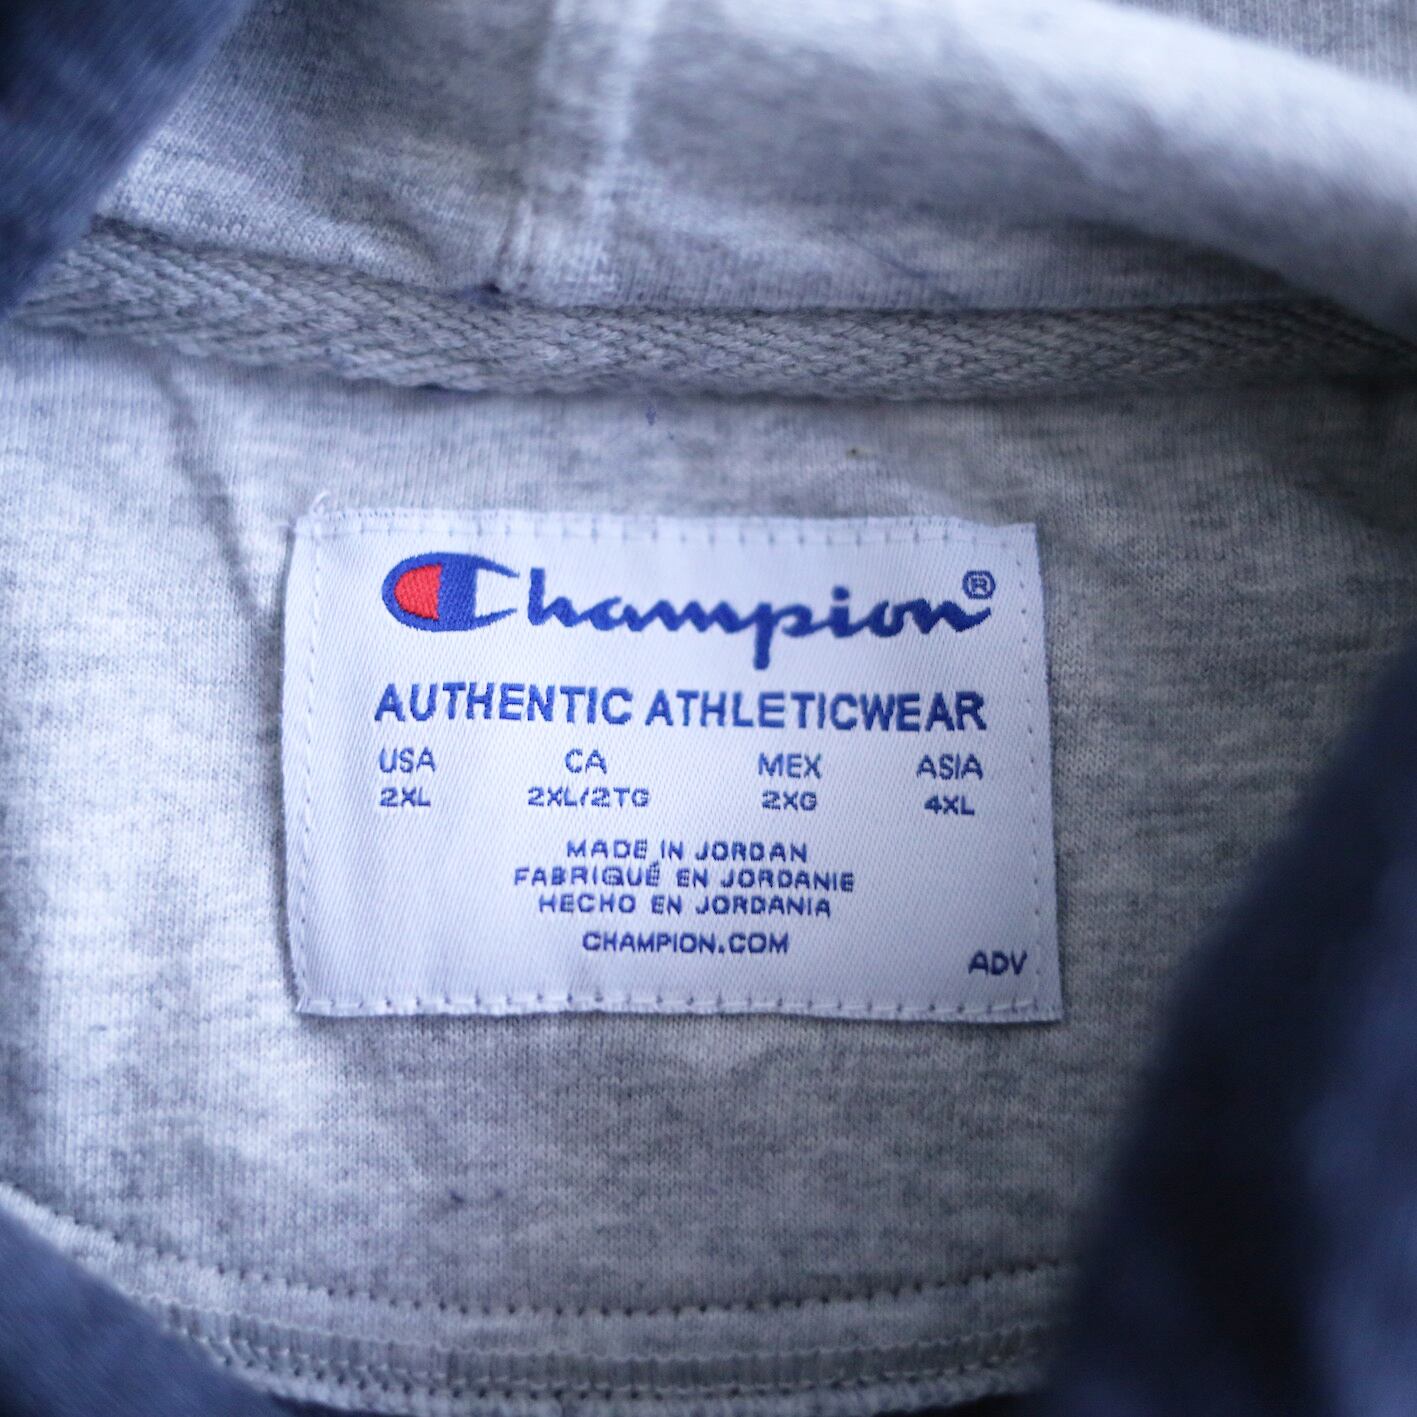 Champion®
AUTHENTIC ATHLETICWEAR
USA CA MEX ASIA
2XL 2XL/2TG 2XG 4XL
MADE IN JORDAN
FABRIQUÉ EN JORDANIE
HECHO EN JORDANIA
CHAMPION.COM
ADV